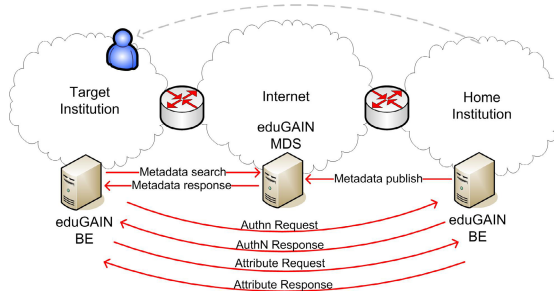 Target
Institution
Internet
Home
Institution
eduGAIN
MDS
Metadata search
Metadata response
Metadata publish
eduGAIN
BE
eduGAIN
BE
Authn Request
AuthN Response
Attribute Request
Attribute Response